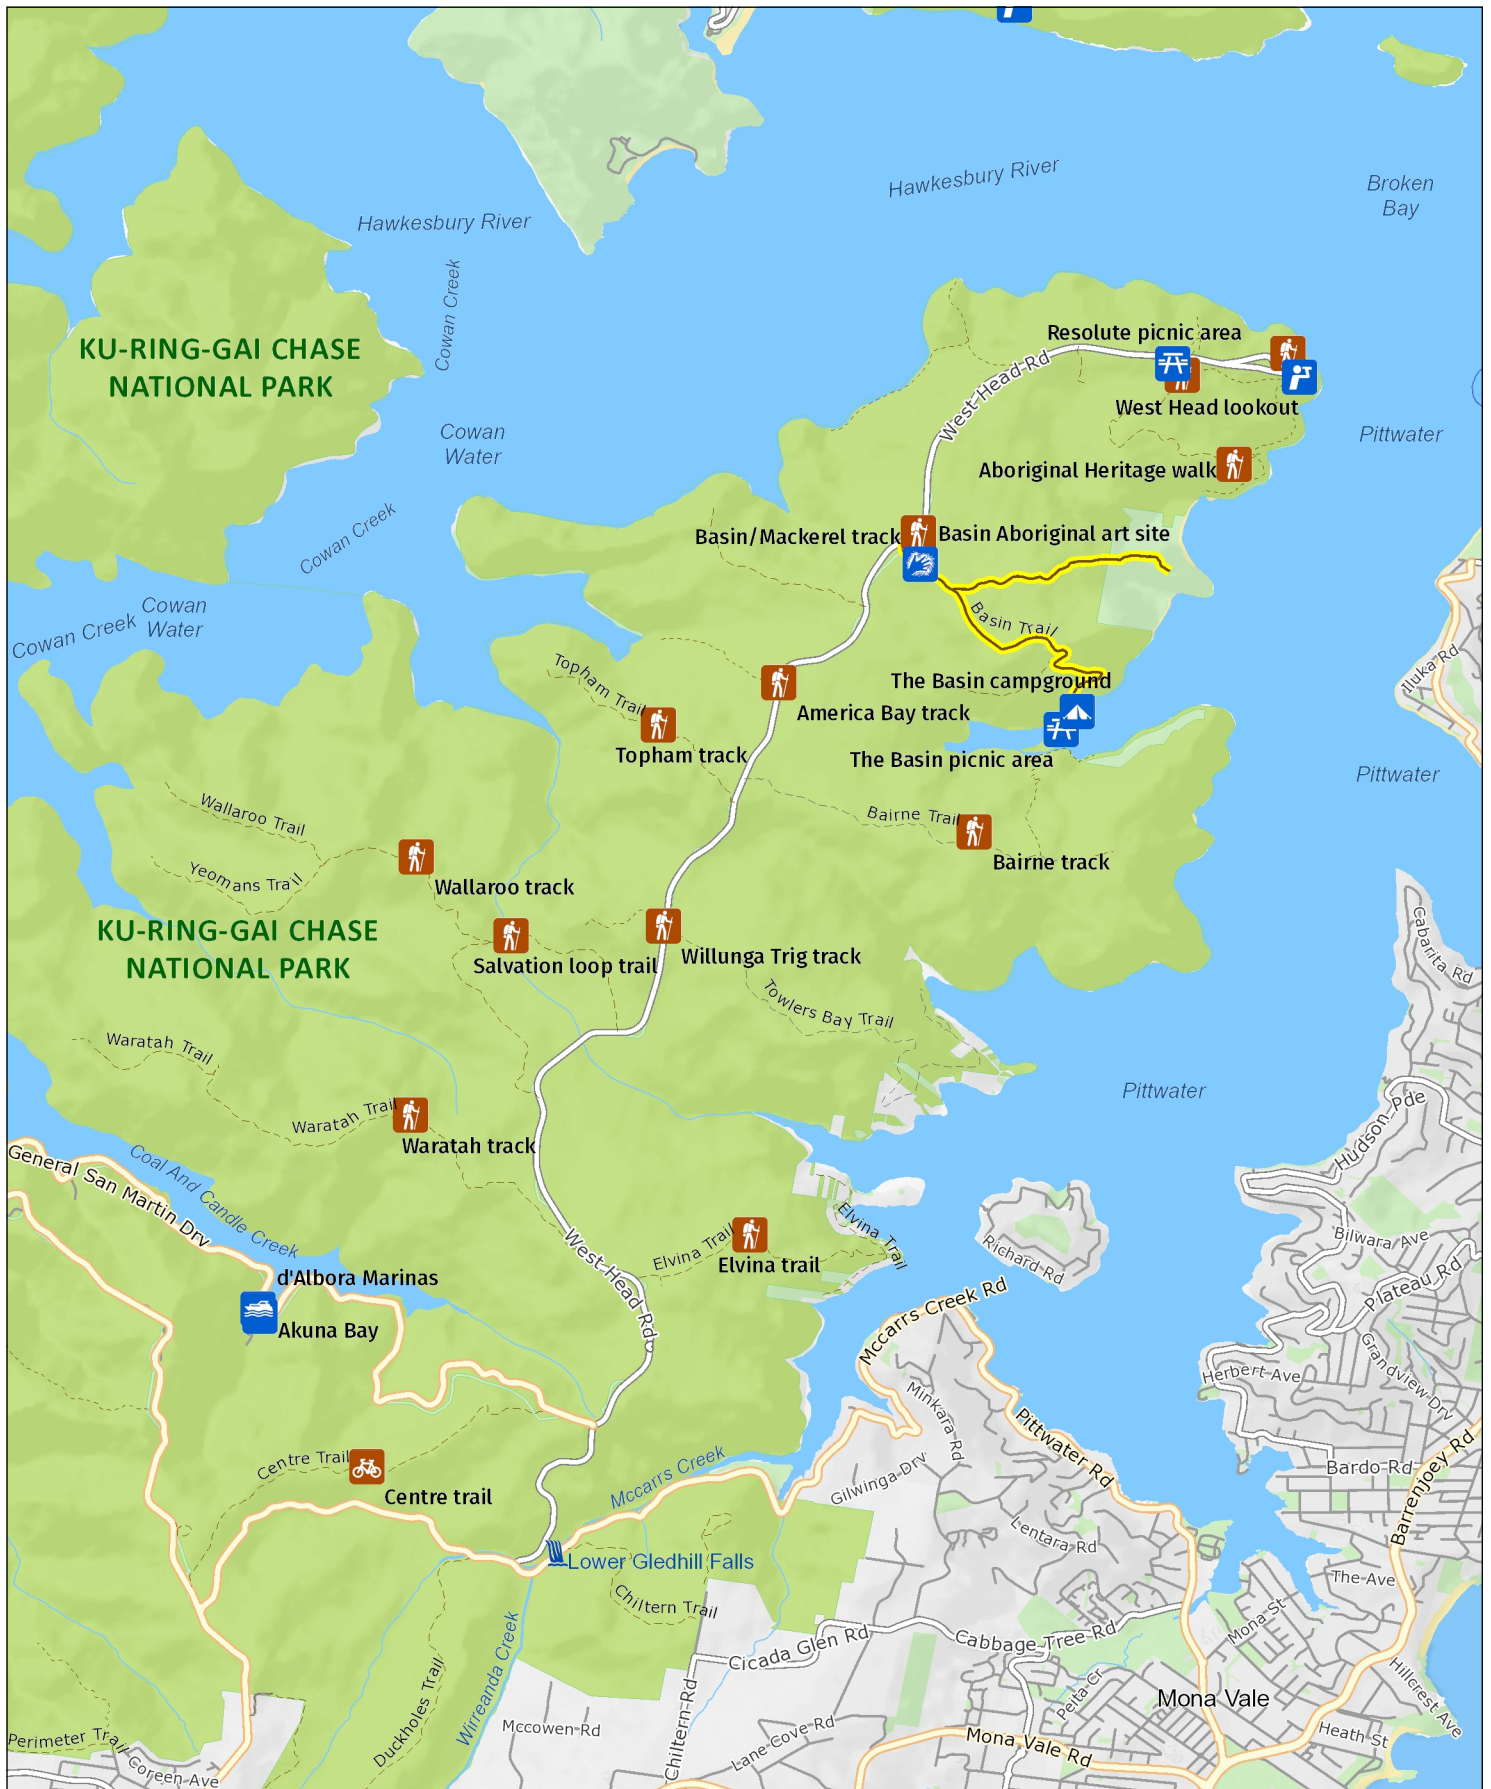 Hawkesbury River
Broken
Bay
Hawkesbury River
Cowan Creek
KU-RING-GAI CHASE
NATIONAL PARK
Resolute picnic area
West Head Rd
West Head lookout
Cowan
Water
Pittwater
Aboriginal Heritage walk
Cowan Creek
Basin/Mackerel track
Basin Aboriginal art site
Cowan
Water
Cowan Creek
Basin Trail
Iluka Rd
Topham Trail
The Basin campground
America Bay track
Topham track
The Basin picnic area
Pittwater
Wallaroo Trail
Bairne Trail
Bairne track
Yeomans Trail
Wallaroo track
KU-RING-GAI CHASE
NATIONAL PARK
Salvation loop trail
Willunga Trig track
Cabarita Rd
Towlers Bay Trail
Waratah Trail
Pittwater
Waratah Trail
Waratah track
Hudson Pde
General San Martin Drv
Coal And Candle Creek
Elvina Trail
Elvina Trail
Elvina trail
West Head Rd
Richard Rd
Bilwara Ave
Plateau Rd
d'Albora Marinas
Akuna Bay
Mccarrs Creek Rd
Herbert Ave
Grandview Drv
Minkara Rd
Pittwater Rd
Centre Trail
Centre trail
Mccarrs Creek
Gilwinga Drv
Bardo Rd
Barrenjoey Rd
Lentara Rd
Lower Gledhill Falls
The Ave
Chiltern Trail
Mona St
Cicada Glen Rd
Cabbage Tree Rd
Wirreanda Creek
Duckholes Trail
Chiltern Rd
Peita Cr
Mona Vale
Hillcrest Ave
Mccowen Rd
Lane Cove Rd
Mona Vale Rd
Heath St
Perimeter Trail
Coreen Ave